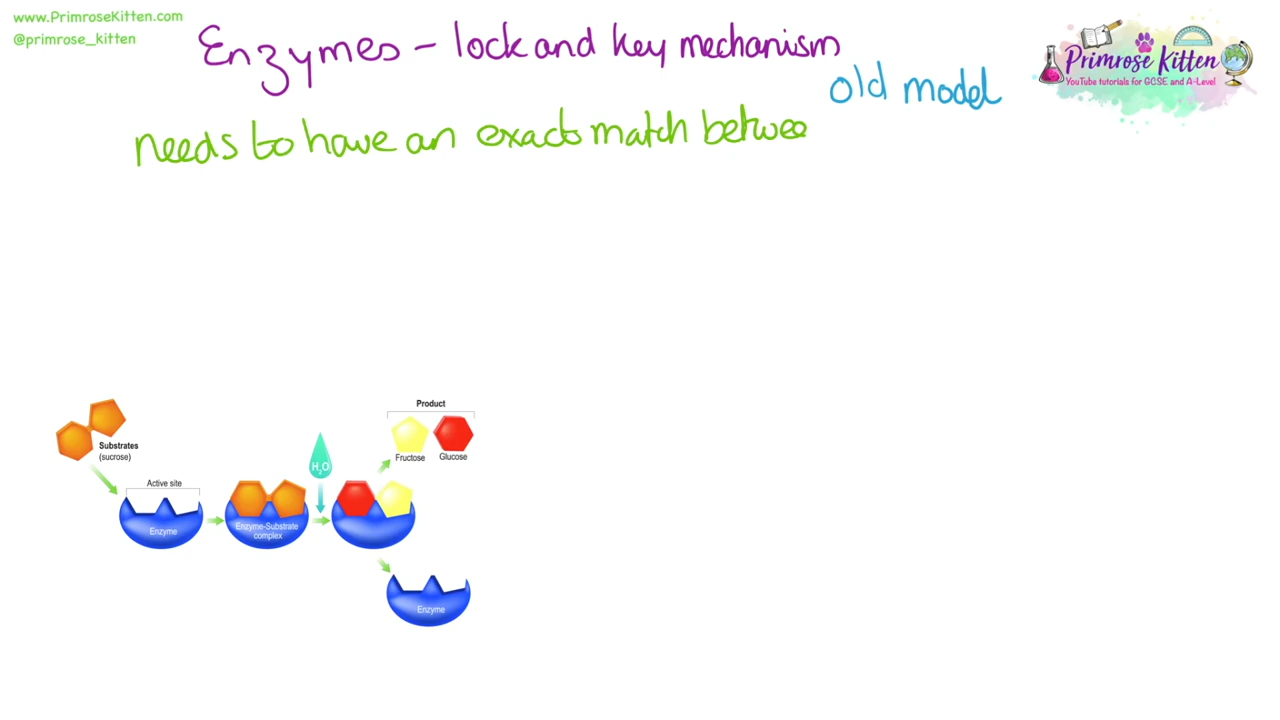 www.PrimroseKitten.com
@primrose_kitten
Enzymes - lock and key mechanism
old model
Primrose Kitten
YouTube tutorials for GCSE and A-Level
needs to have an exacts match betwee
Product
Fructose
Glucose
Substrates
(sucrose)
H2O
Active site
Enzyme
Enzyme-Substrate
complex
Enzyme